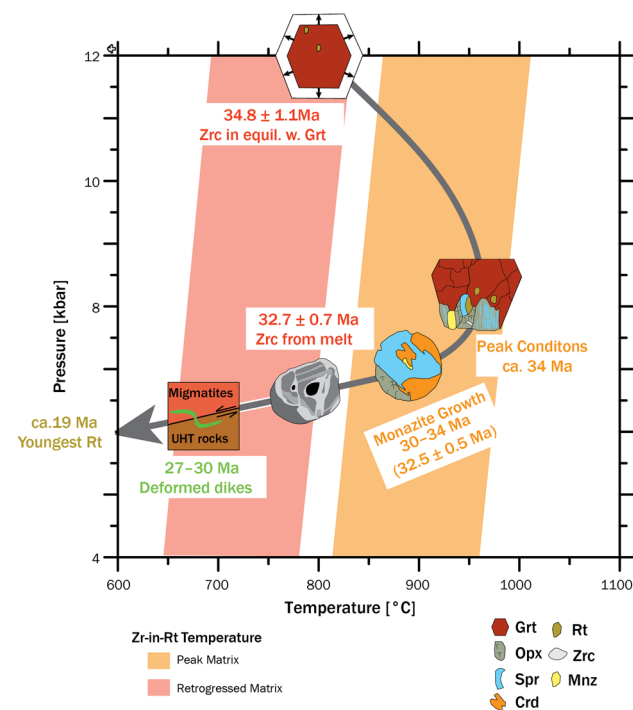 12
34.8 ± 1.1Ma
Zrc in equil. w. Grt
10
Pressure [kbar]
8
32.7 ± 0.7 Ma
Zrc from melt
Peak Conditons
ca. 34 Ma
Migmatites
UHT rocks
ca.19 Ma
Youngest Rt
Monazite Growth
30–34 Ma
(32.5 ± 0.5 Ma)
27–30 Ma
Deformed dikes
4
600 700 800 900 1000 1100
Temperature [°C]
Zr-in-Rt Temperature
Peak Matrix
Retrogressed Matrix
Grt Rt
Opx Zrc
Spr Mnz
Crd